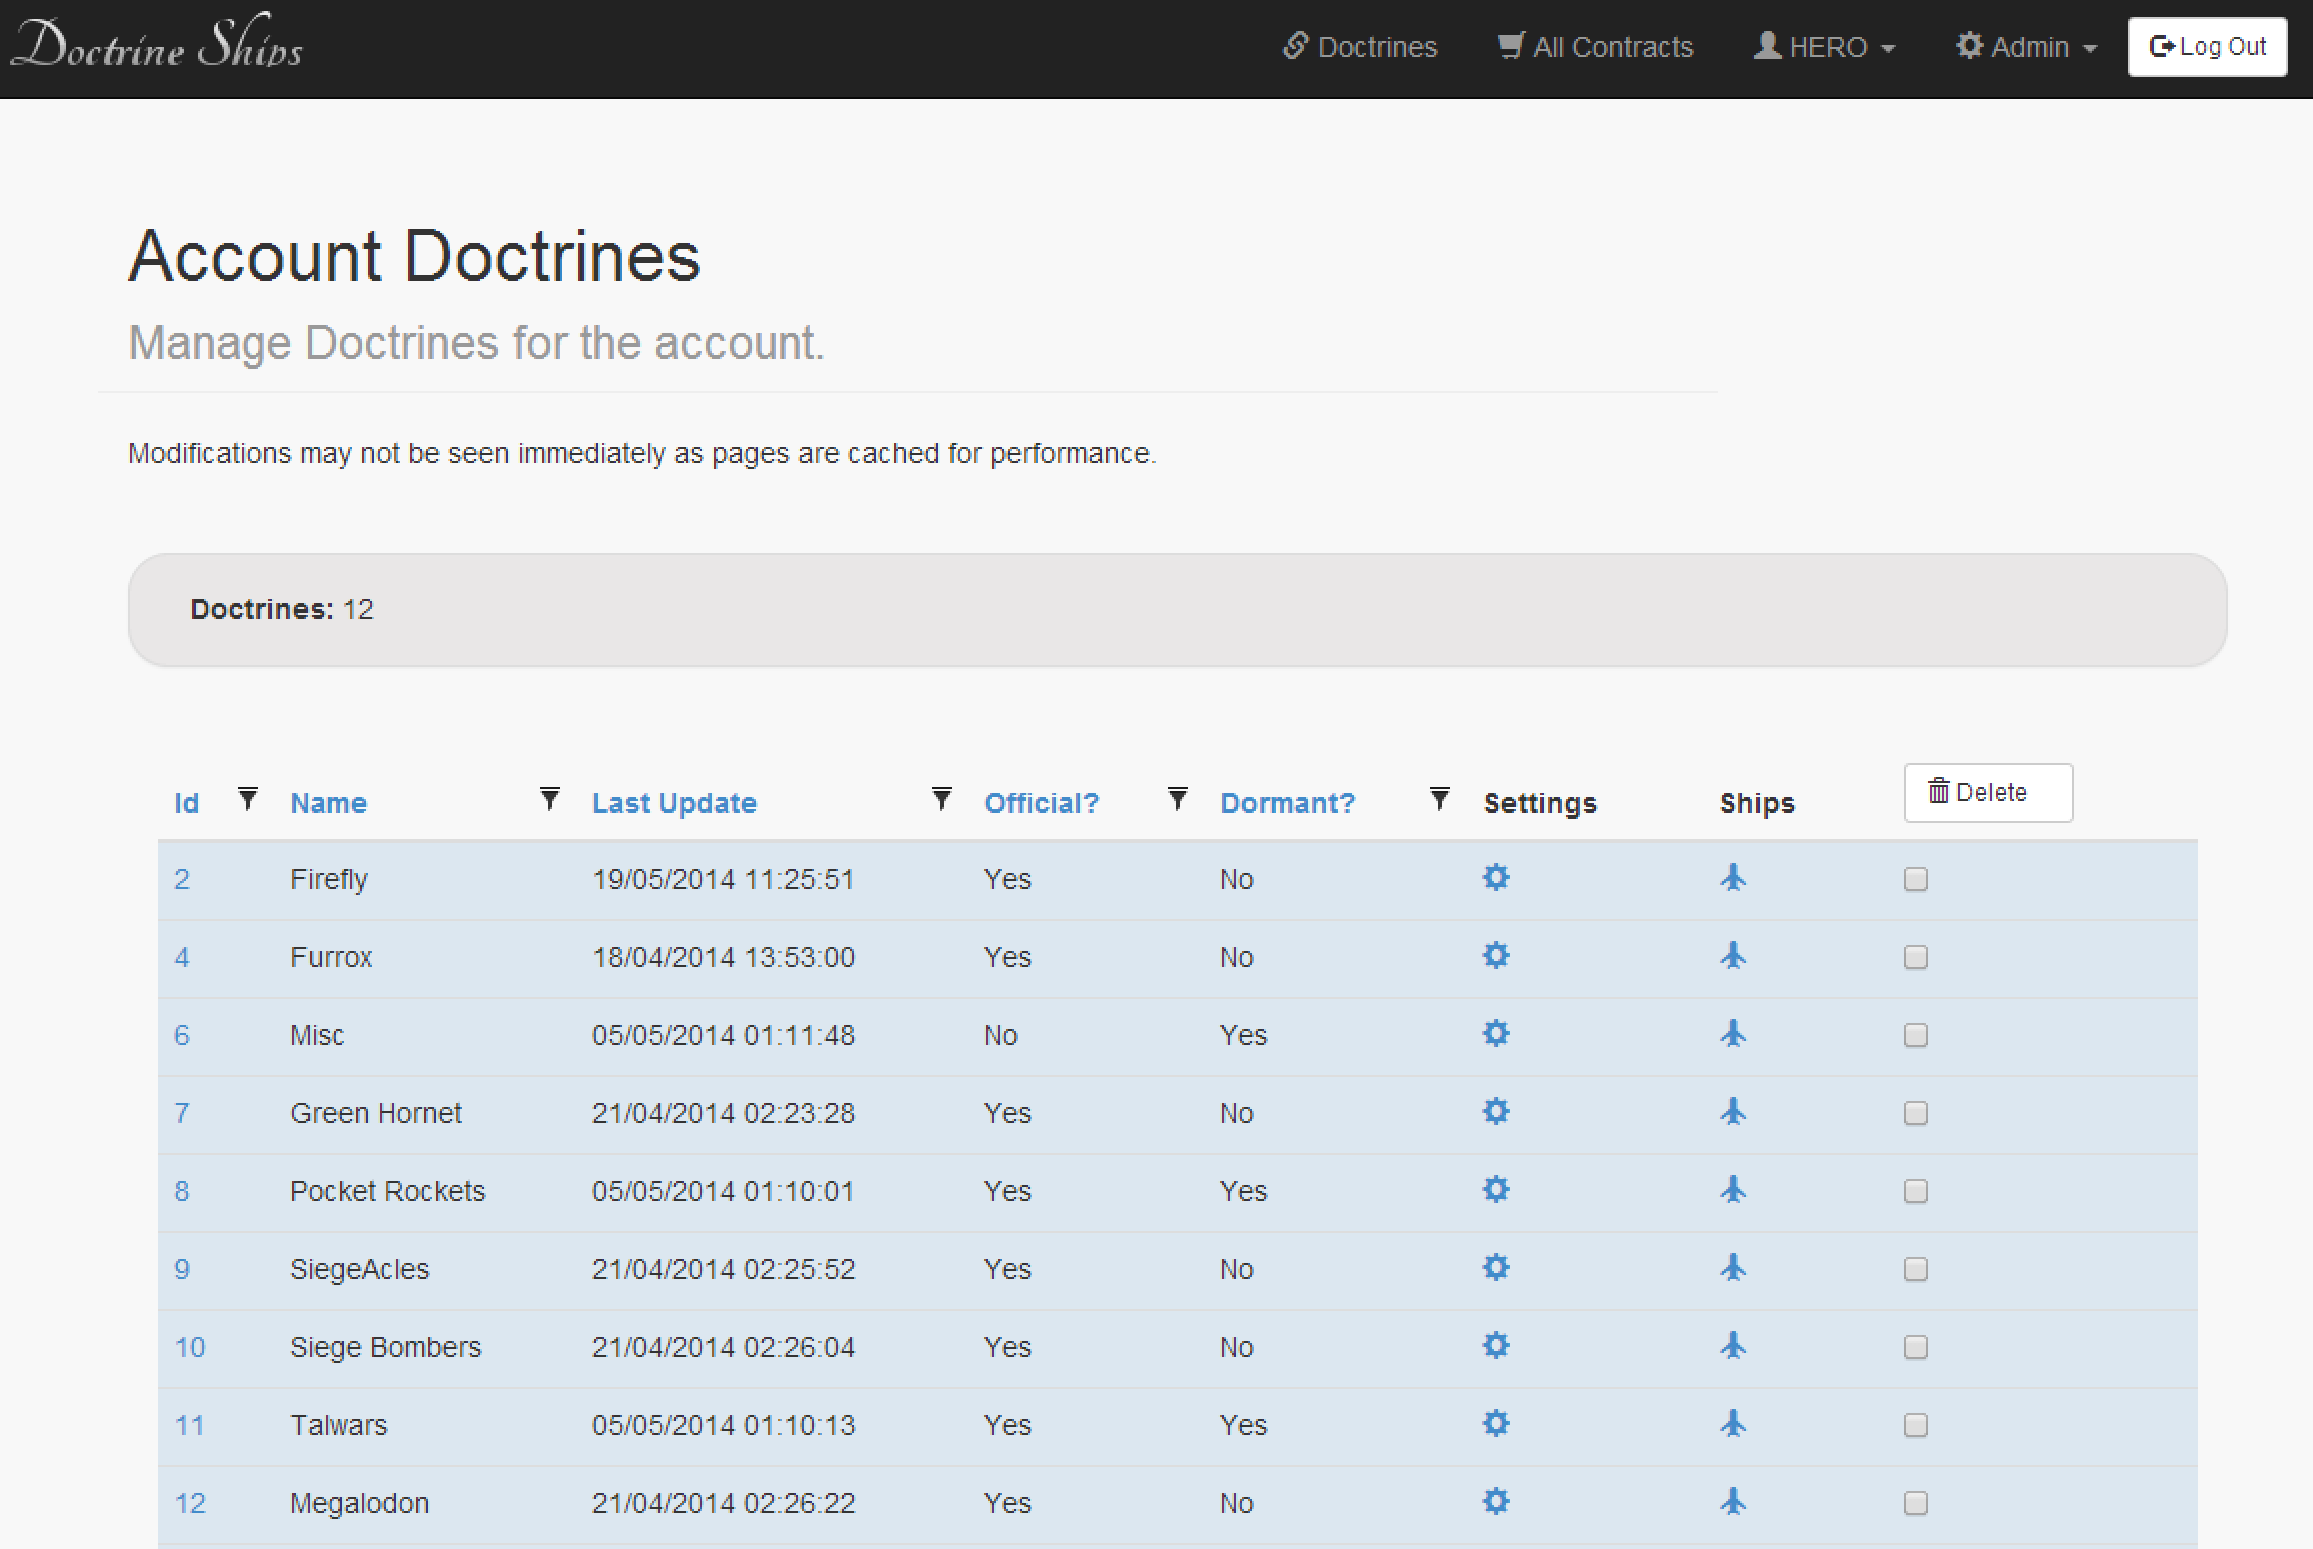 Doctrine Ships Doctrines All Contracts HERO Admin Log Out
Account Doctrines
Manage Doctrines for the account.
Modifications may not be seen immediately as pages are cached for performance.
Doctrines: 12
Id Name Last Update Official? Dormant? Settings Ships Delete
2 Firefly 19/05/2014 11:25:51 Yes No
4 Furrox 18/04/2014 13:53:00 Yes No
6 Misc 05/05/2014 01:11:48 No Yes
7 Green Hornet 21/04/2014 02:23:28 Yes No
8 Pocket Rockets 05/05/2014 01:10:01 Yes Yes
9 SiegeAcles 21/04/2014 02:25:52 Yes No
10 Siege Bombers 21/04/2014 02:26:04 Yes No
11 Talwars 05/05/2014 01:10:13 Yes Yes
12 Megalodon 21/04/2014 02:26:22 Yes No